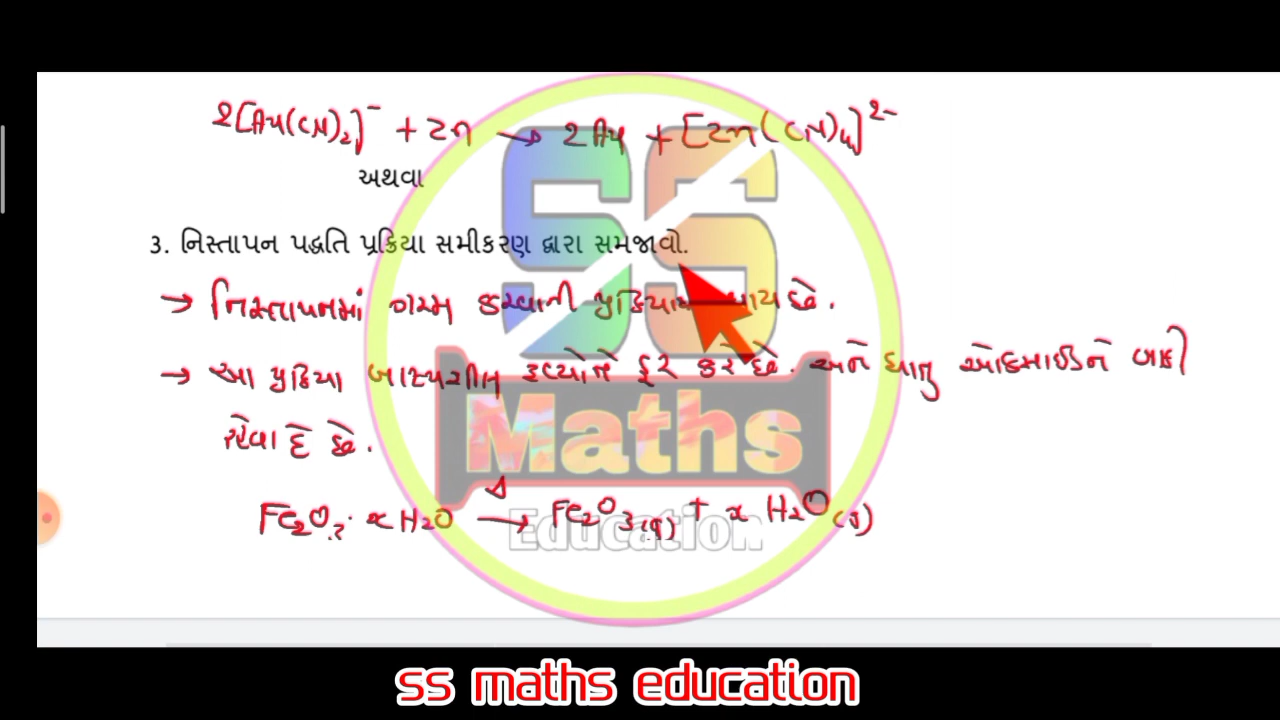 2[Au(CN)₂]⁻ + Zn → 2Au + [Zn(CN)₄]²⁻
અથવા
૩. નિસ્તાપન પદ્ધતિ પ્રક્રિયા સમીકરણ દ્વારા સમજાવો.
→ નિસ્તાપનમાં ગરમ કરવાની પ્રક્રિયા થાય છે.
→ આ પ્રક્રિયા બાષ્પશીલ દ્રવ્યોને દૂર કરે છે. અને ધાતુ ઓક્સાઈડને બાકી
રહેવા દે છે.
Fe₂O₃·xH₂O △→ Fe₂O₃(s) + xH₂O(g)
SS
Maths
Education
ss maths education